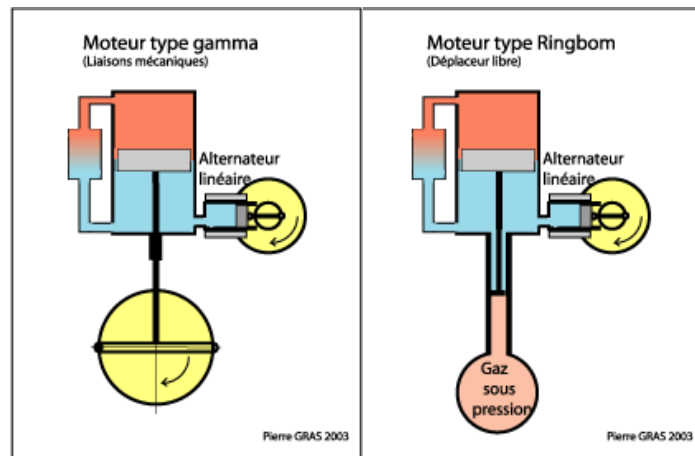 Moteur type gamma
(Liaisons mécaniques)
Alternateur
linéaire
Pierre GRAS 2003
Moteur type Ringbom
(Déplaceur libre)
Alternateur
linéaire
Gaz
sous
pression
Pierre GRAS 2003